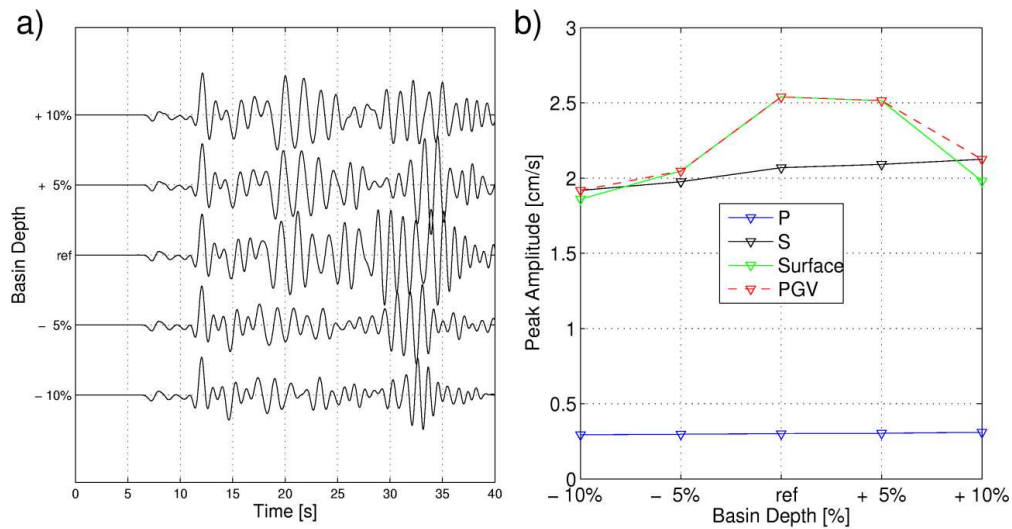 a)
Basin Depth
+ 10%
+ 5%
ref
− 5%
− 10%
0 5 10 15 20 25 30 35 40
Time [s]
b)
Peak Amplitude [cm/s]
3
2.5
2
1.5
1
0.5
0
P
S
Surface
PGV
− 10% − 5% ref + 5% + 10%
Basin Depth [%]